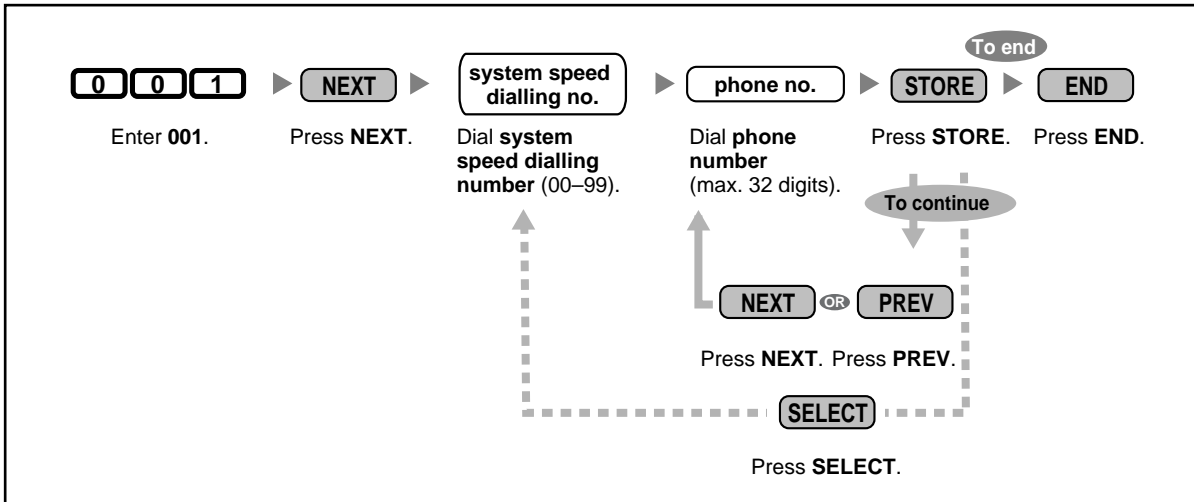 To end
0 0 1 NEXT system speed dialling no. phone no. STORE END
Enter 001. Press NEXT. Dial system speed dialling number (00–99). Dial phone number (max. 32 digits). Press STORE. Press END.
To continue
NEXT OR PREV
Press NEXT. Press PREV.
SELECT
Press SELECT.